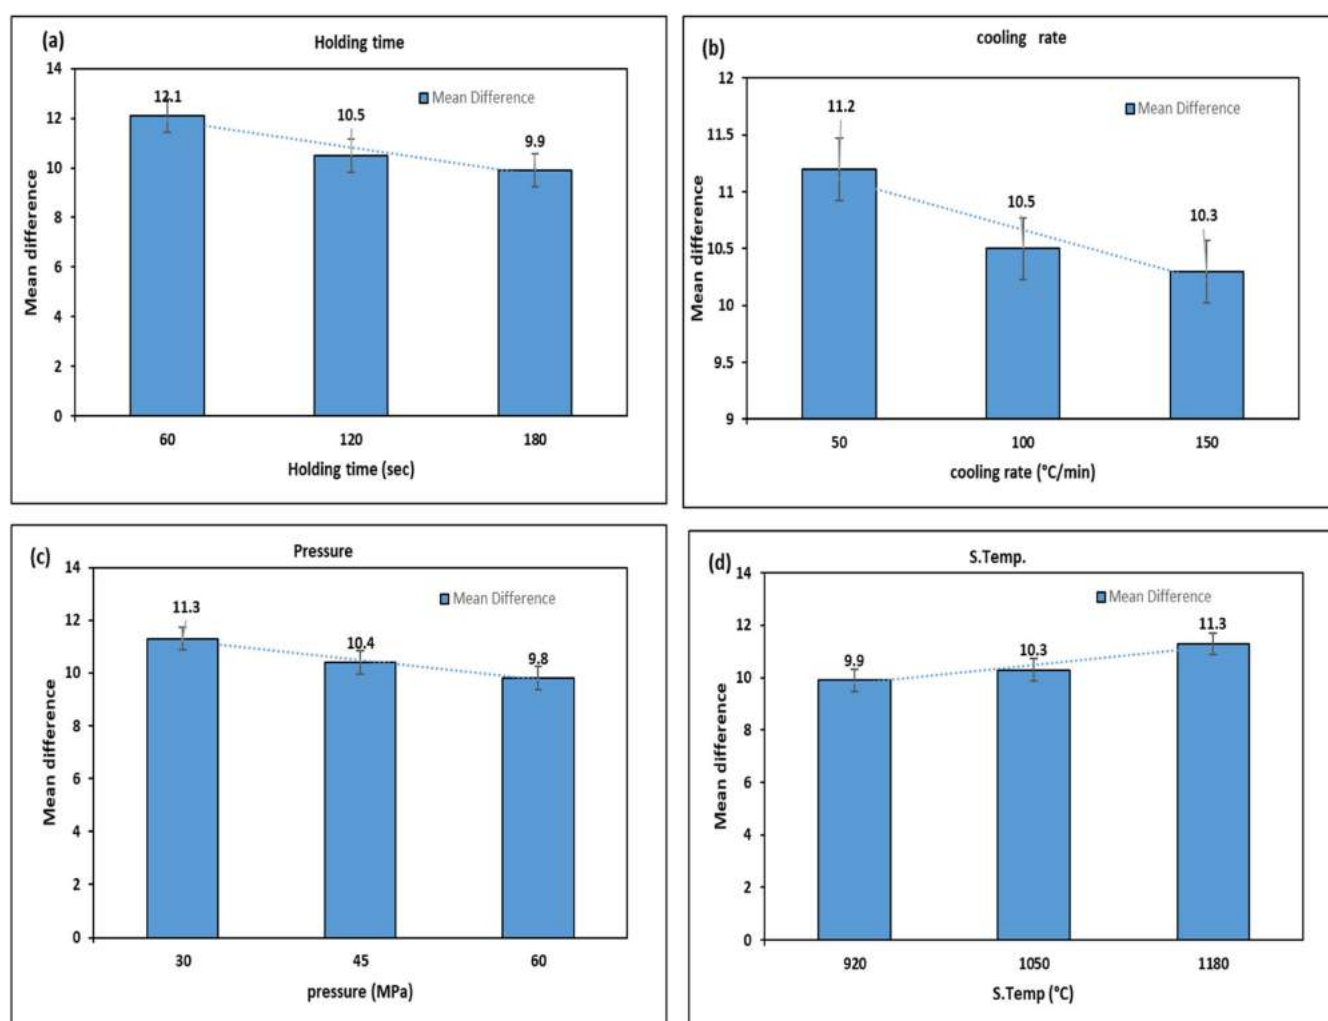 (a)
Holding time
14
12
10
8
6
4
2
0
Mean difference
Mean Difference
12.1
10.5
9.9
60 120 180
Holding time (sec)
(b)
cooling rate
12
11.5
11
10.5
10
9.5
9
Mean difference
Mean Difference
11.2
10.5
10.3
50 100 150
cooling rate (°C/min)
(c)
Pressure
14
12
10
8
6
4
2
0
Mean difference
Mean Difference
11.3
10.4
9.8
30 45 60
pressure (MPa)
(d)
S.Temp.
14
12
10
8
6
4
2
0
Mean difference
Mean Difference
9.9
10.3
11.3
920 1050 1180
S.Temp (°C)